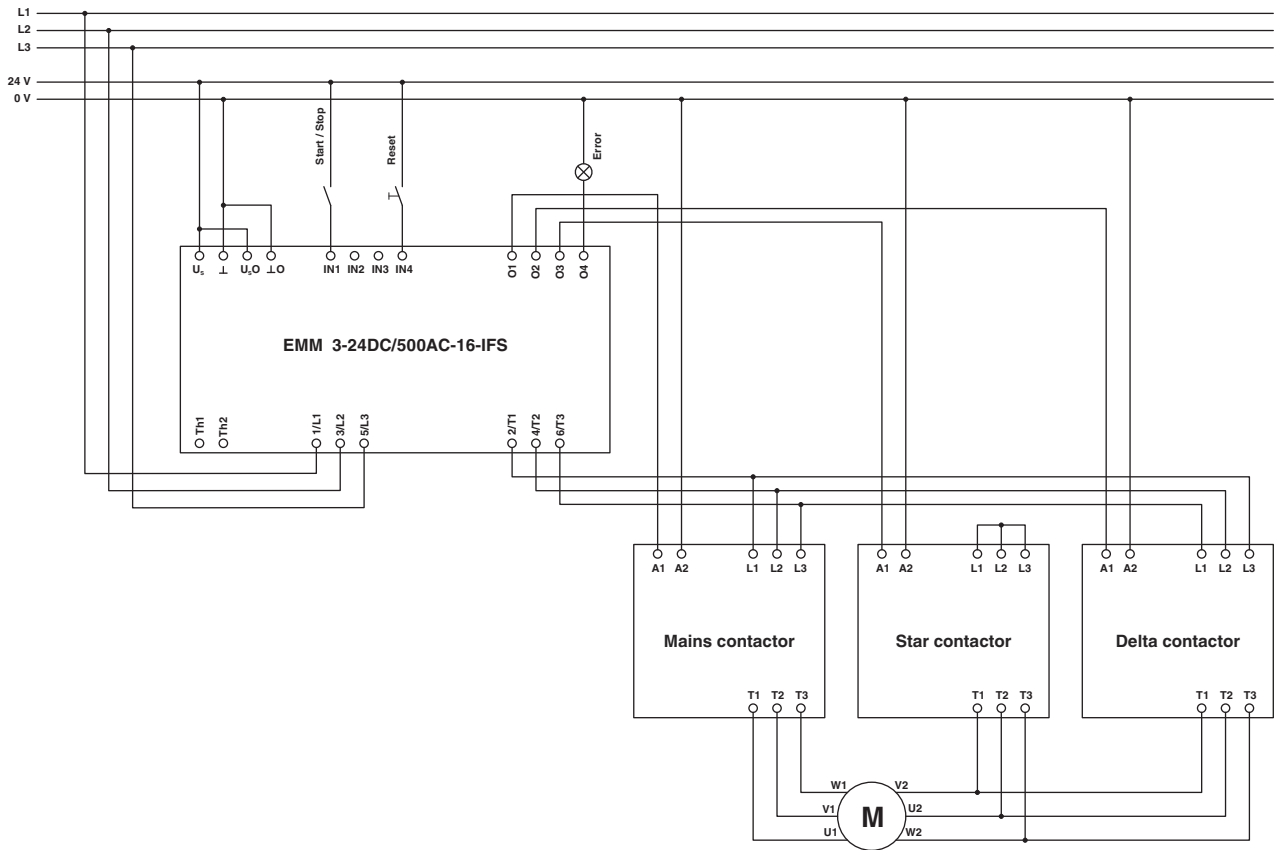 L1
L2
L3
24 V
0 V
Start / Stop
Reset
Error
Us ⊥ UsO ⊥O IN1 IN2 IN3 IN4 O1 O2 O3 O4
EMM 3-24DC/500AC-16-IFS
Th1 Th2 1/L1 3/L2 5/L3 2/T1 4/T2 6/T3
A1 A2 L1 L2 L3 A1 A2 L1 L2 L3 A1 A2 L1 L2 L3
Mains contactor Star contactor Delta contactor
T1 T2 T3 T1 T2 T3 T1 T2 T3
W1 V2
V1 M U2
U1 W2